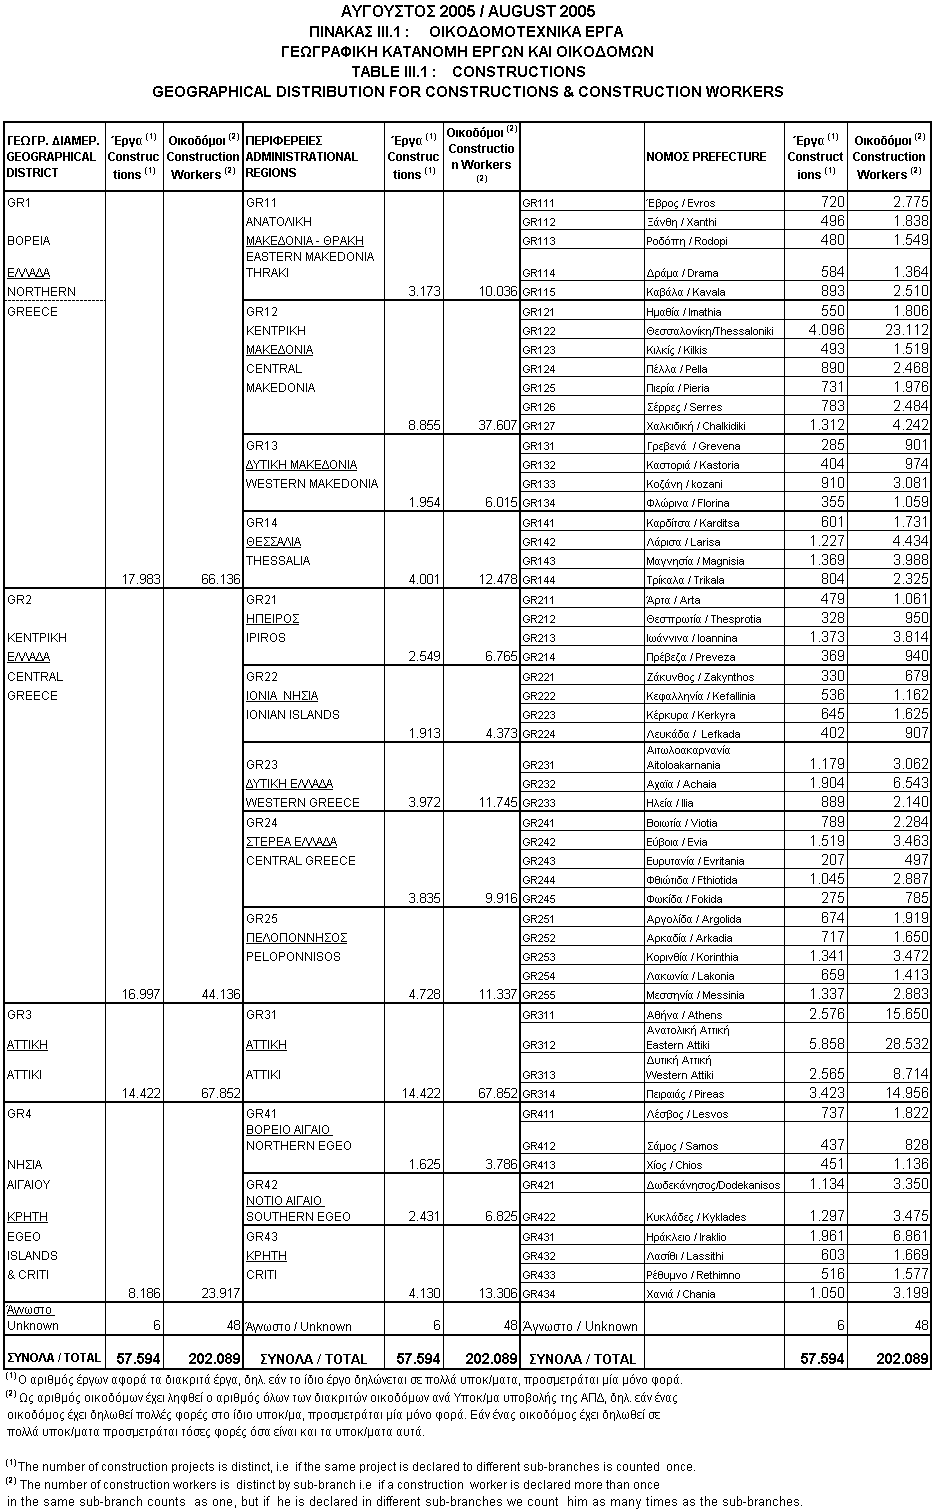 ΑΥΓΟΥΣΤΟΣ 2005 / AUGUST 2005
ΠΙΝΑΚΑΣ III.1 : ΟΙΚΟΔΟΜΟΤΕΧΝΙΚΑ ΕΡΓΑ
ΓΕΩΓΡΑΦΙΚΗ ΚΑΤΑΝΟΜΗ ΕΡΓΩΝ ΚΑΙ ΟΙΚΟΔΟΜΩΝ
TABLE III.1 : CONSTRUCTIONS
GEOGRAPHICAL DISTRIBUTION FOR CONSTRUCTIONS & CONSTRUCTION WORKERS
Οικοδόμοι (2)
ΓΕΩΓΡ. ΔΙΑΜΕΡ. Έργα (1) Οικοδόμοι (2) ΠΕΡΙΦΕΡΕΙΕΣ Έργα (1) Constructio Έργα (1) Οικοδόμοι (2)
GEOGRAPHICAL Construc Construction ADMINISTRATIONAL Construc n Workers ΝΟΜΟΣ PREFECTURE Construct Construction
DISTRICT tions (1) Workers (2) REGIONS tions (1) (2) ions (1) Workers (2)
GR1 GR11 GR111 Έβρος / Evros 720 2.775
ΑΝΑΤΟΛΙΚΗ GR112 Ξάνθη / Xanthi 496 1.838
ΒΟΡΕΙΑ ΜΑΚΕΔΟΝΙΑ - ΘΡΑΚΗ GR113 Ροδόπη / Rodopi 480 1.549
EASTERN MAKEDONIA
ΕΛΛΑΔΑ THRAKI GR114 Δράμα / Drama 584 1.364
NORTHERN 3.173 10.036 GR115 Καβάλα / Kavala 893 2.510
GREECE GR12 GR121 Ημαθία / Imathia 550 1.806
ΚΕΝΤΡΙΚΗ GR122 Θεσσαλονίκη/Thessaloniki 4.096 23.112
ΜΑΚΕΔΟΝΙΑ GR123 Κιλκίς / Kilkis 493 1.519
CENTRAL GR124 Πέλλα / Pella 890 2.468
MAKEDONIA GR125 Πιερία / Pieria 731 1.976
GR126 Σέρρες / Serres 783 2.484
8.855 37.607 GR127 Χαλκιδική / Chalkidiki 1.312 4.242
GR13 GR131 Γρεβενά / Grevena 285 901
ΔΥΤΙΚΗ ΜΑΚΕΔΟΝΙΑ GR132 Καστοριά / Kastoria 404 974
WESTERN MAKEDONIA GR133 Κοζάνη / kozani 910 3.081
1.954 6.015 GR134 Φλώρινα / Florina 355 1.059
GR14 GR141 Καρδίτσα / Karditsa 601 1.731
ΘΕΣΣΑΛΙΑ GR142 Λάρισα / Larisa 1.227 4.434
THESSALIA GR143 Μαγνησία / Magnisia 1.369 3.988
17.983 66.136 4.001 12.478 GR144 Τρίκαλα / Trikala 804 2.325
GR2 GR21 GR211 Άρτα / Arta 479 1.061
ΗΠΕΙΡΟΣ GR212 Θεσπρωτία / Thesprotia 328 950
ΚΕΝΤΡΙΚΗ IPIROS GR213 Ιωάννινα / Ioannina 1.373 3.814
ΕΛΛΑΔΑ 2.549 6.765 GR214 Πρέβεζα / Preveza 369 940
CENTRAL GR22 GR221 Ζάκυνθος / Zakynthos 330 679
GREECE ΙΟΝΙΑ ΝΗΣΙΑ GR222 Κεφαλληνία / Kefallinia 536 1.162
IONIAN ISLANDS GR223 Κέρκυρα / Kerkyra 645 1.625
1.913 4.373 GR224 Λευκάδα / Lefkada 402 907
Αιτωλοακαρνανία
GR23 GR231 Aitoloakarnania 1.179 3.062
ΔΥΤΙΚΗ ΕΛΛΑΔΑ GR232 Αχαϊα / Achaia 1.904 6.543
WESTERN GREECE 3.972 11.745 GR233 Ηλεία / Ilia 889 2.140
GR24 GR241 Βοιωτία / Viotia 789 2.284
ΣΤΕΡΕΑ ΕΛΛΑΔΑ GR242 Εύβοια / Evia 1.519 3.463
CENTRAL GREECE GR243 Ευρυτανία / Evritania 207 497
GR244 Φθιώτιδα / Fthiotida 1.045 2.887
3.835 9.916 GR245 Φωκίδα / Fokida 275 785
GR25 GR251 Αργολίδα / Argolida 674 1.919
ΠΕΛΟΠΟΝΝΗΣΟΣ GR252 Αρκαδία / Arkadia 717 1.650
PELOPONNISOS GR253 Κορινθία / Korinthia 1.341 3.472
GR254 Λακωνία / Lakonia 659 1.413
16.997 44.136 4.728 11.337 GR255 Μεσσηνία / Messinia 1.337 2.883
GR3 GR31 GR311 Αθήνα / Athens 2.576 15.650
Ανατολική Αττική
ΑΤΤΙΚΗ ΑΤΤΙΚΗ GR312 Eastern Attiki 5.858 28.532
Δυτική Αττική
ATTIKI ATTIKI GR313 Western Attiki 2.565 8.714
14.422 67.852 14.422 67.852 GR314 Πειραιάς / Pireas 3.423 14.956
GR4 GR41 GR411 Λέσβος / Lesvos 737 1.822
ΒΟΡΕΙΟ ΑΙΓΑΙΟ
NORTHERN EGEO GR412 Σάμος / Samos 437 828
ΝΗΣΙΑ 1.625 3.786 GR413 Χίος / Chios 451 1.136
ΑΙΓΑΙΟΥ GR42 GR421 Δωδεκάνησος/Dodekanisos 1.134 3.350
ΝΟΤΙΟ ΑΙΓΑΙΟ
ΚΡΗΤΗ SOUTHERN EGEO 2.431 6.825 GR422 Κυκλάδες / Kyklades 1.297 3.475
EGEO GR43 GR431 Ηράκλειο / Iraklio 1.961 6.861
ISLANDS ΚΡΗΤΗ GR432 Λασίθι / Lassithi 603 1.669
& CRITI CRITI GR433 Ρέθυμνο / Rethimno 516 1.577
8.186 23.917 4.130 13.306 GR434 Χανιά / Chania 1.050 3.199
Άγνωστο
Unknown 6 48 Άγνωστο / Unknown 6 48 Άγνωστο / Unknown 6 48
ΣΥΝΟΛΑ / TOTAL 57.594 202.089 ΣΥΝΟΛΑ / TOTAL 57.594 202.089 ΣΥΝΟΛΑ / TOTAL 57.594 202.089
(1) Ο αριθμός έργων αφορά τα διακριτά έργα, δηλ. εάν το ίδιο έργο δηλώνεται σε πολλά υποκ/ματα, προσμετράται μία μόνο φορά.
(2) Ως αριθμός οικοδόμων έχει ληφθεί ο αριθμός όλων των διακριτών οικοδόμων ανά Υποκ/μα υποβολής της ΑΠΔ, δηλ. εάν ένας
οικοδόμος έχει δηλωθεί πολλές φορές στο ίδιο υποκ/μα, προσμετράται μία μόνο φορά. Εάν ένας οικοδόμος έχει δηλωθεί σε
πολλά υποκ/ματα προσμετράται τόσες φορές όσα είναι και τα υποκ/ματα αυτά.
(1) The number of construction projects is distinct, i.e if the same project is declared to different sub-branches is counted once.
(2) The number of construction workers is distinct by sub-branch i.e if a construction worker is declared more than once
in the same sub-branch counts as one, but if he is declared in different sub-branches we count him as many times as the sub-branches.